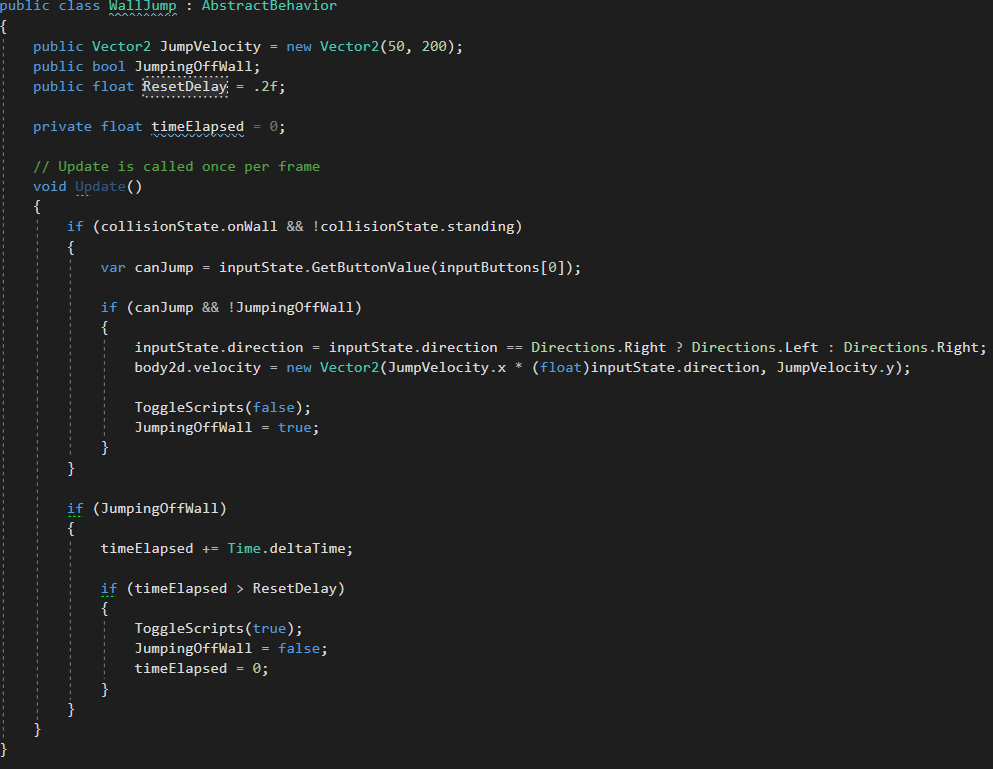 public class WallJump : AbstractBehavior
{
public Vector2 JumpVelocity = new Vector2(50, 200);
public bool JumpingOffWall;
public float ResetDelay = .2f;
private float timeElapsed = 0;
// Update is called once per frame
void Update()
{
if (collisionState.onWall && !collisionState.standing)
{
var canJump = inputState.GetButtonValue(inputButtons[0]);
if (canJump && !JumpingOffWall)
{
inputState.direction = inputState.direction == Directions.Right ? Directions.Left : Directions.Right;
body2d.velocity = new Vector2(JumpVelocity.x * (float)inputState.direction, JumpVelocity.y);
ToggleScripts(false);
JumpingOffWall = true;
}
}
if (JumpingOffWall)
{
timeElapsed += Time.deltaTime;
if (timeElapsed > ResetDelay)
{
ToggleScripts(true);
JumpingOffWall = false;
timeElapsed = 0;
}
}
}
}